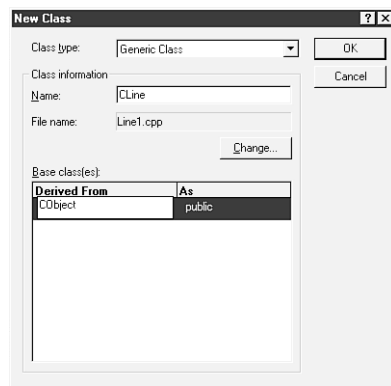 New Class
Class type: Generic Class
OK
Cancel
Class information
Name: CLine
File name: Line1.cpp
Change...
Base class(es):
Derived From As
CObject public